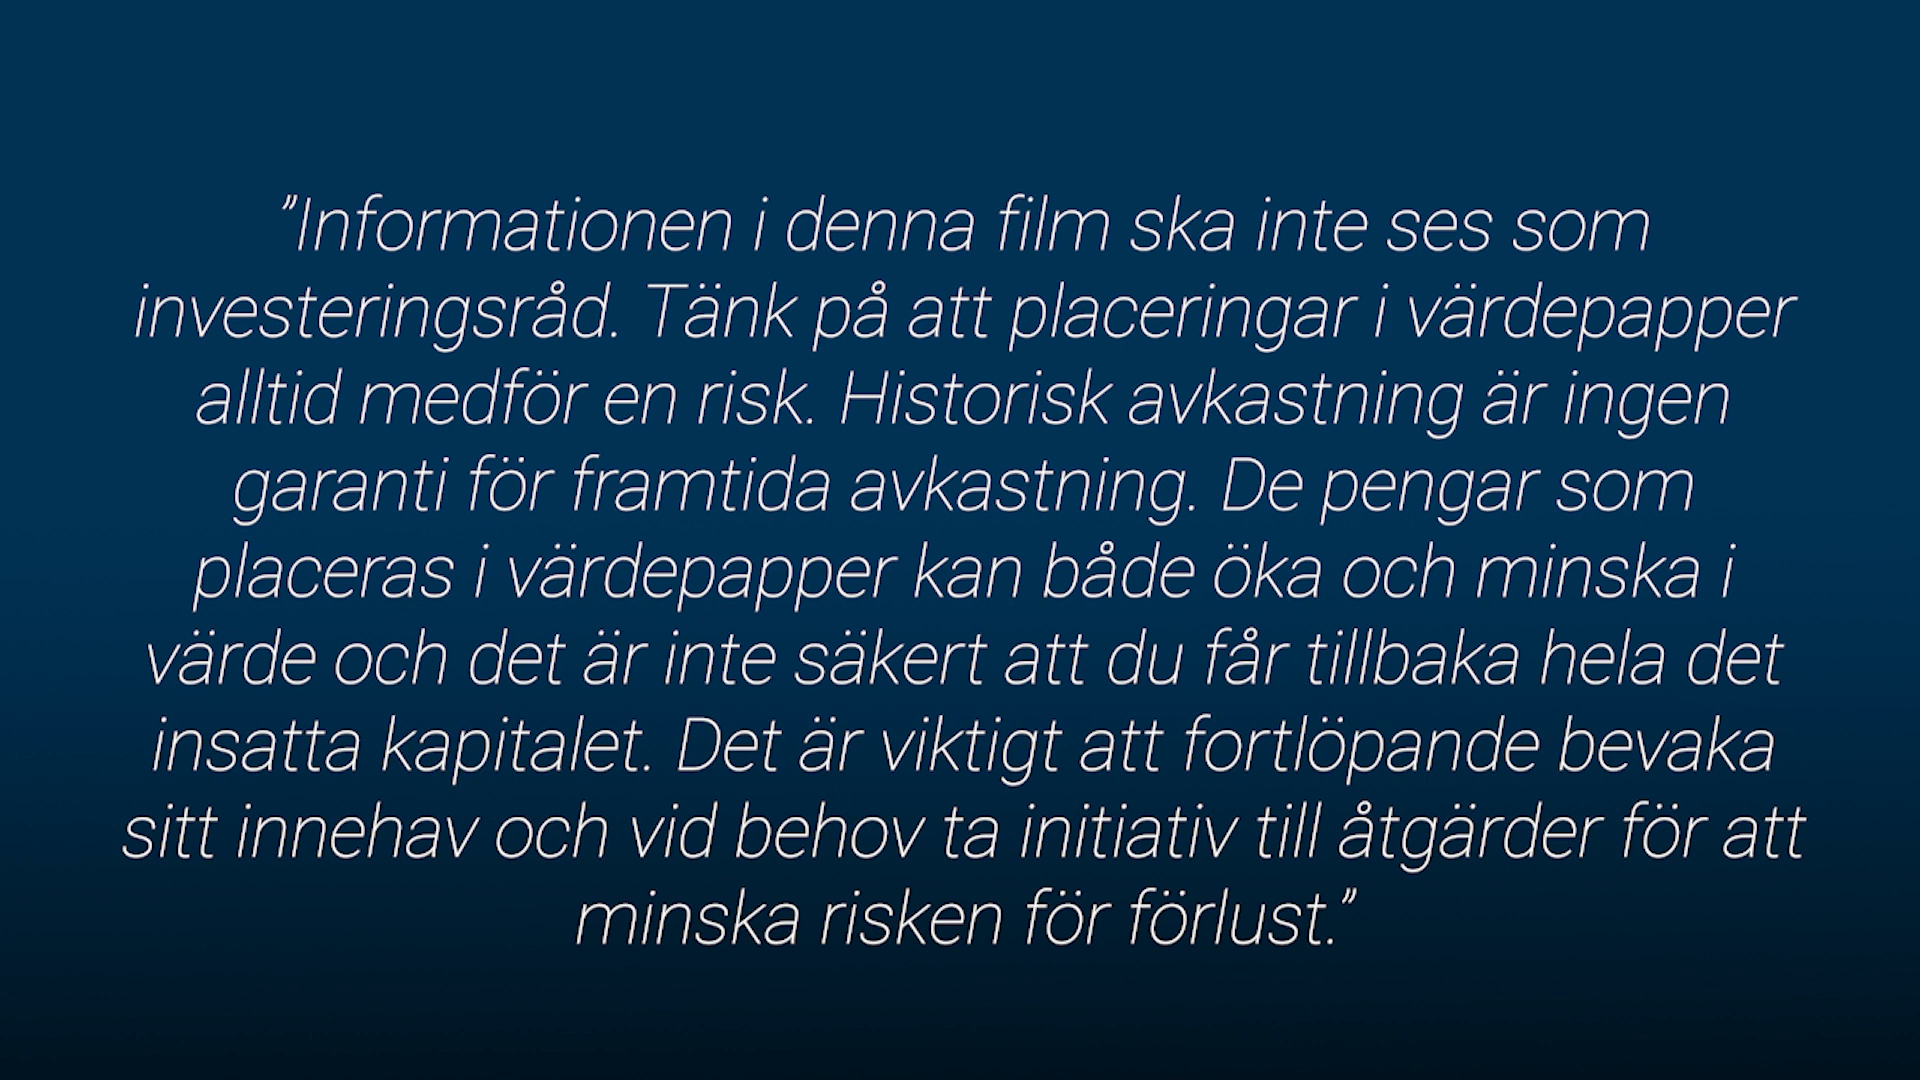 ”Informationen i denna film ska inte ses som
investeringsråd. Tänk på att placeringar i värdepapper
alltid medför en risk. Historisk avkastning är ingen
garanti för framtida avkastning. De pengar som
placeras i värdepapper kan både öka och minska i
värde och det är inte säkert att du får tillbaka hela det
insatta kapitalet. Det är viktigt att fortlöpande bevaka
sitt innehav och vid behov ta initiativ till åtgärder för att
minska risken för förlust.”